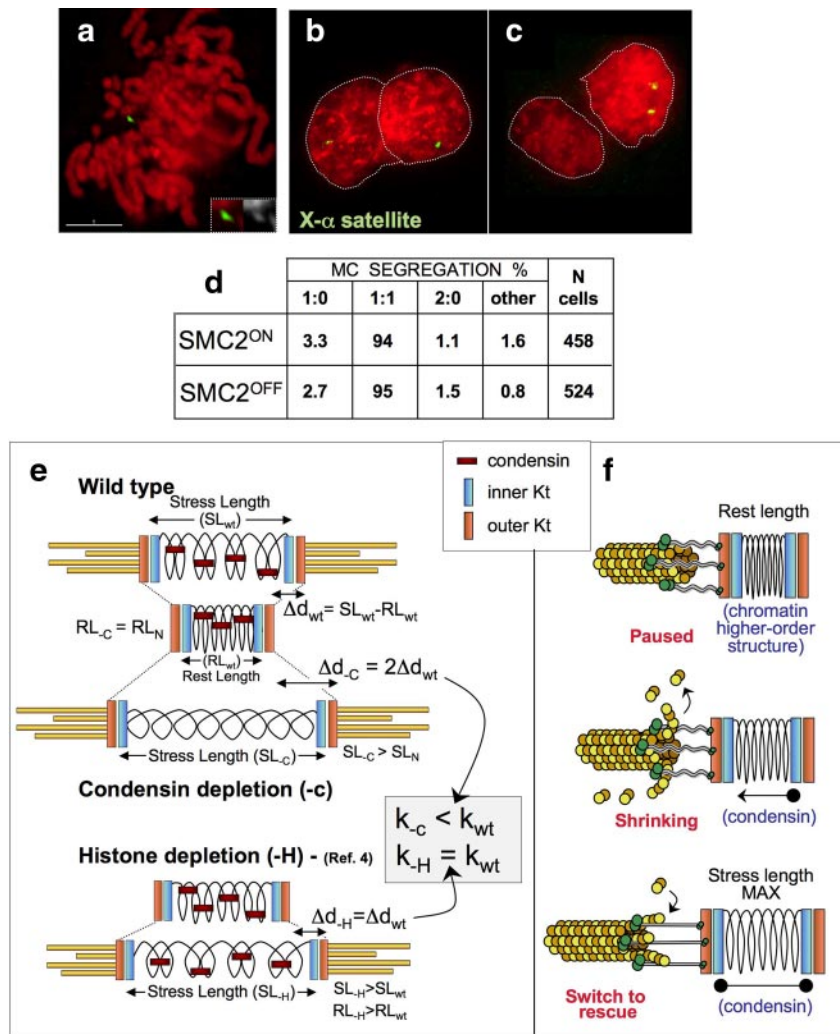 a
b
c
X-α satellite
d
MC SEGREGATION %
N cells
1:0 1:1 2:0 other
SMC2ON 3.3 94 1.1 1.6 458
SMC2OFF 2.7 95 1.5 0.8 524
e
Wild type
Stress Length
(SLwt)
Δdwt= SLwt-RLwt
RL-C = RLN
(RLwt)
Rest Length
Δd-C = 2Δdwt
Stress Length (SL-C)
SL-C > SLN
Condensin depletion (-c)
k-c < kwt
k-H = kwt
Histone depletion (-H) - (Ref. 4)
Δd-H=Δdwt
Stress Length (SL-H)
SL-H>SLwt
RL-H>RLwt
condensin
inner Kt
outer Kt
f
Rest length
Paused
(chromatin
higher-order
structure)
Shrinking
(condensin)
Stress length
MAX
Switch to
rescue
(condensin)